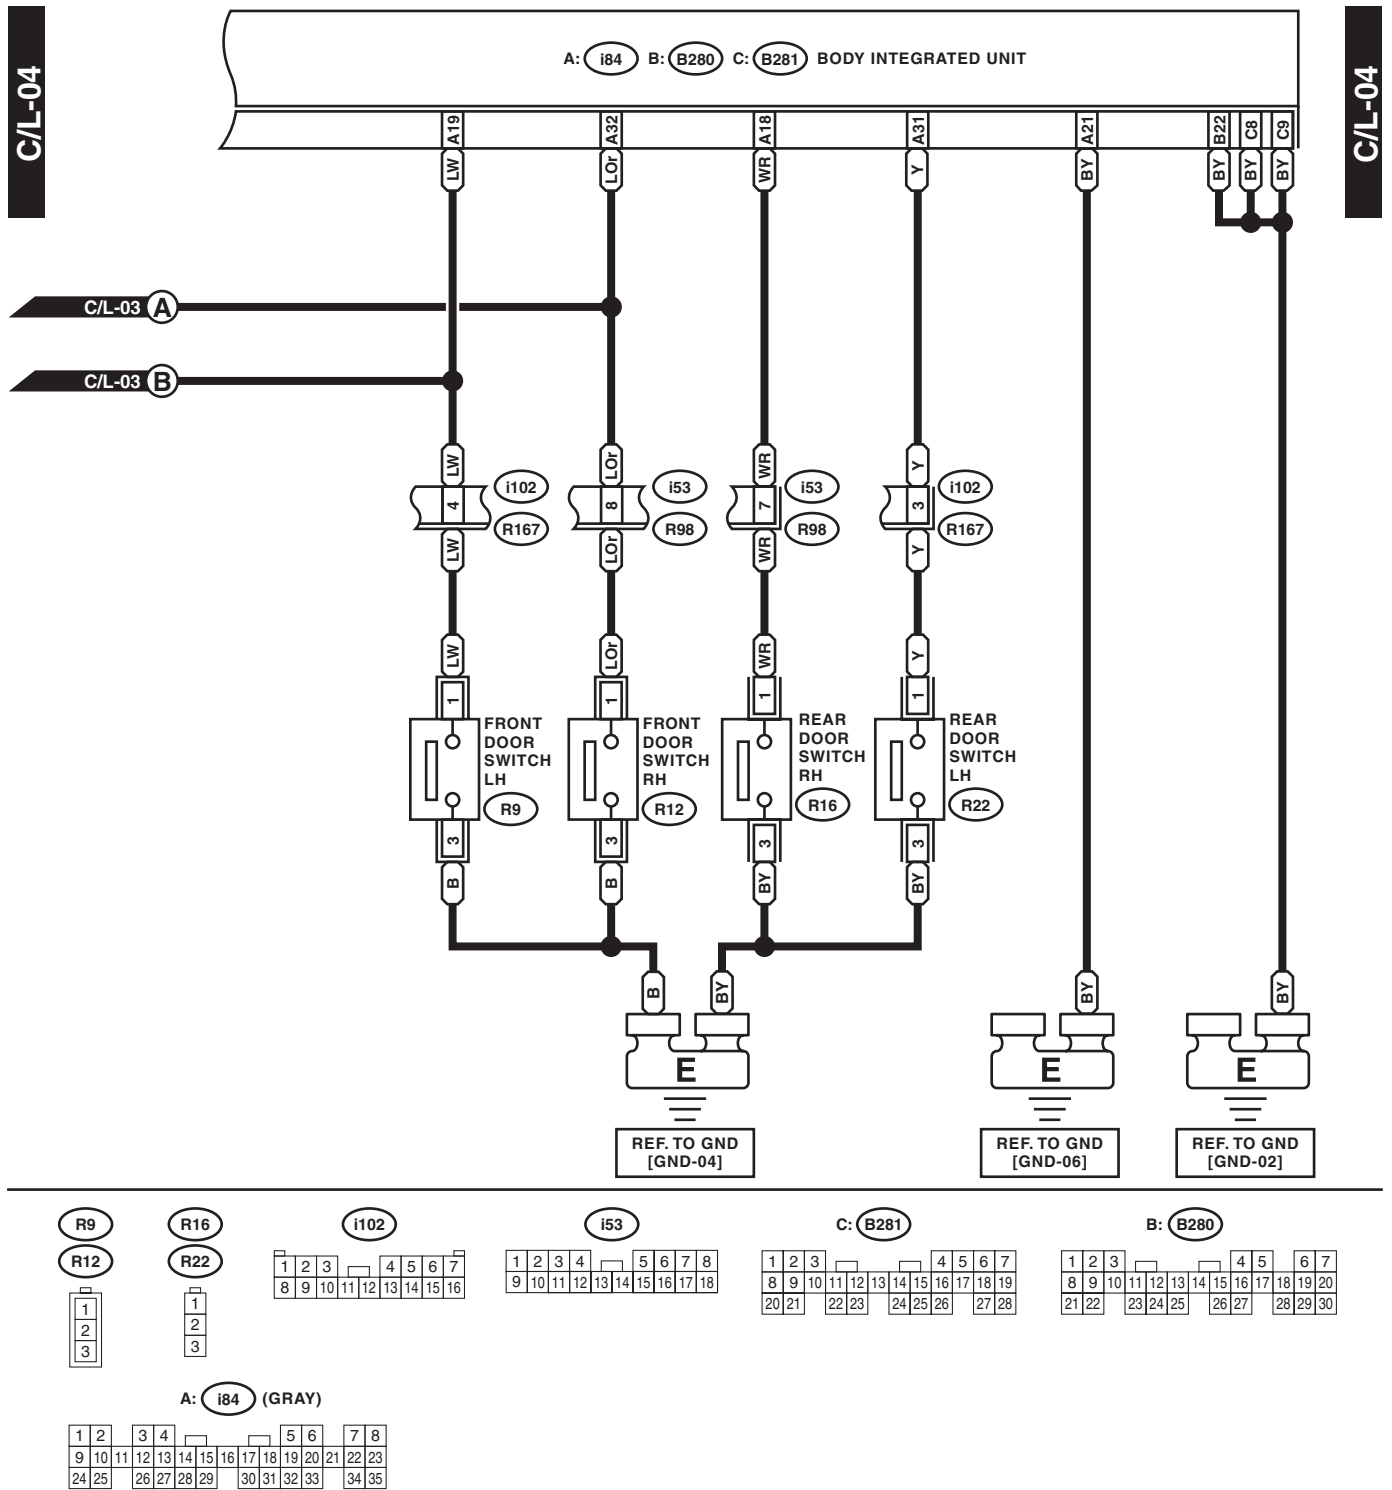 C/L-04
C/L-04
A: i84 B: B280 C: B281 BODY INTEGRATED UNIT
A19 A32 A18 A31 A21 B22 C8 C9
LW LOr WR Y BY BY BY BY
C/L-03 A
C/L-03 B
LW LOr WR Y
4 i102 8 i53 7 i53 3 i102
R167 R98 R98 R167
LW LOr WR Y
LW LOr WR Y
1 1 1 1
FRONT DOOR SWITCH LH
R9
FRONT DOOR SWITCH RH
R12
REAR DOOR SWITCH RH
R16
REAR DOOR SWITCH LH
R22
3 3 3 3
B B BY BY
B BY BY BY
E E E
REF. TO GND [GND-04]
REF. TO GND [GND-06]
REF. TO GND [GND-02]
R9 R16 i102 i53 C: B281 B: B280
R12 R22
1 2 3
1 2 3
1 2 3 4 5 6 7
8 9 10 11 12 13 14 15 16
1 2 3 4 5 6 7 8
9 10 11 12 13 14 15 16 17 18
1 2 3 4 5 6 7
8 9 10 11 12 13 14 15 16 17 18 19
20 21 22 23 24 25 26 27 28
1 2 3 4 5 6 7
8 9 10 11 12 13 14 15 16 17 18 19 20
21 22 23 24 25 26 27 28 29 30
A: i84 (GRAY)
1 2 3 4 5 6 7 8
9 10 11 12 13 14 15 16 17 18 19 20 21 22 23
24 25 26 27 28 29 30 31 32 33 34 35